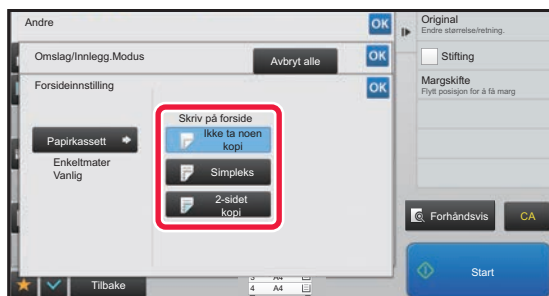 Andre
OK
Omslag/Innlegg.Modus
Avbryt alle
OK
Forsideinnstilling
OK
Skriv på forside
Papirkassett
Enkeltmater
Vanlig
Ikke ta noen
kopi
Simpleks
2-sidet
kopi
Tilbake
3 A4
4 A4
Original
Endre størrelse/retning.
Stifting
Margskifte
Flytt posisjon for å få marg
Forhåndsvis
CA
Start